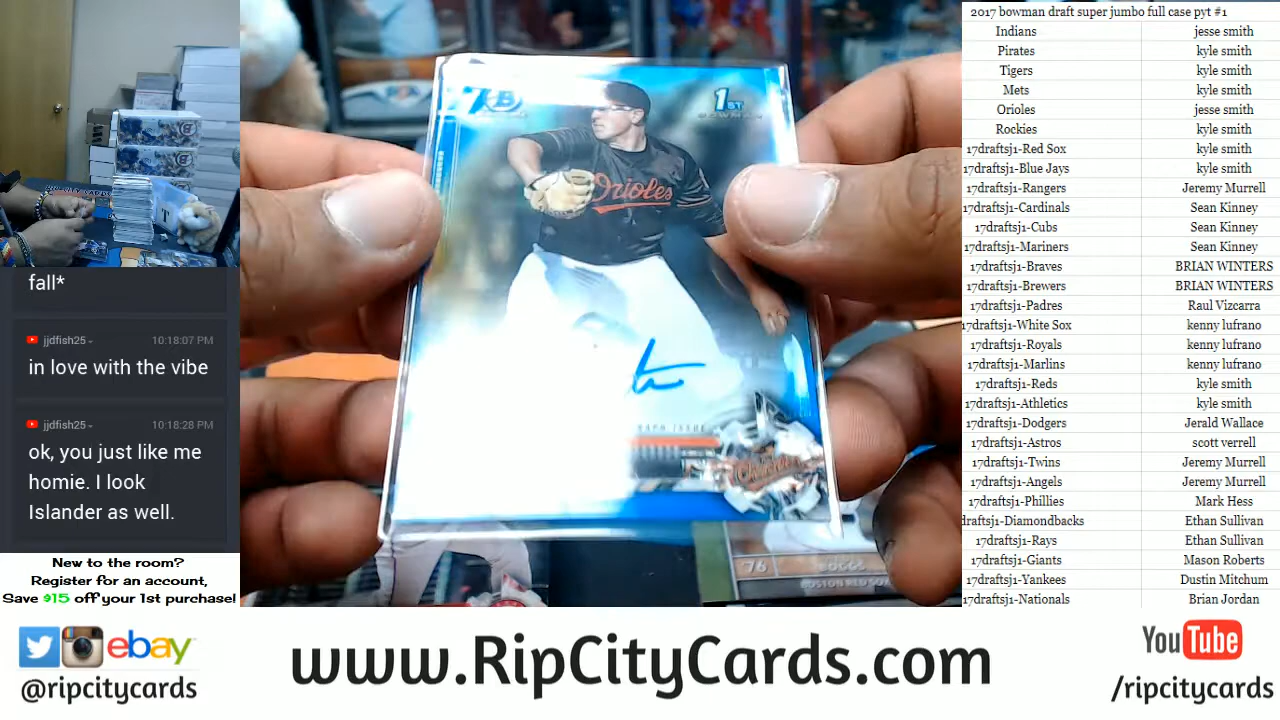 fall*
jjdfish25
10:18:07 PM
in love with the vibe
jjdfish25
10:18:28 PM
ok, you just like me
homie. I look
Islander as well.
New to the room?
Register for an account,
Save $15 off your 1st purchase!
1ST
BOWMAN
Orioles
Orioles
76
BOGGS
BOSTON RED SOX
2017 bowman draft super jumbo full case pyt #1
Indians jesse smith
Pirates kyle smith
Tigers kyle smith
Mets kyle smith
Orioles jesse smith
Rockies kyle smith
17draftsj1-Red Sox kyle smith
17draftsj1-Blue Jays kyle smith
17draftsj1-Rangers Jeremy Murrell
17draftsj1-Cardinals Sean Kinney
17draftsj1-Cubs Sean Kinney
17draftsj1-Mariners Sean Kinney
17draftsj1-Braves BRIAN WINTERS
17draftsj1-Brewers BRIAN WINTERS
17draftsj1-Padres Raul Vizcarra
17draftsj1-White Sox kenny lufrano
17draftsj1-Royals kenny lufrano
17draftsj1-Marlins kenny lufrano
17draftsj1-Reds kyle smith
17draftsj1-Athletics kyle smith
17draftsj1-Dodgers Jerald Wallace
17draftsj1-Astros scott verrell
17draftsj1-Twins Jeremy Murrell
17draftsj1-Angels Jeremy Murrell
17draftsj1-Phillies Mark Hess
draftsj1-Diamondbacks Ethan Sullivan
17draftsj1-Rays Ethan Sullivan
17draftsj1-Giants Mason Roberts
17draftsj1-Yankees Dustin Mitchum
17draftsj1-Nationals Brian Jordan
ebay
@ripcitycards
www.RipCityCards.com
YouTube
/ripcitycards